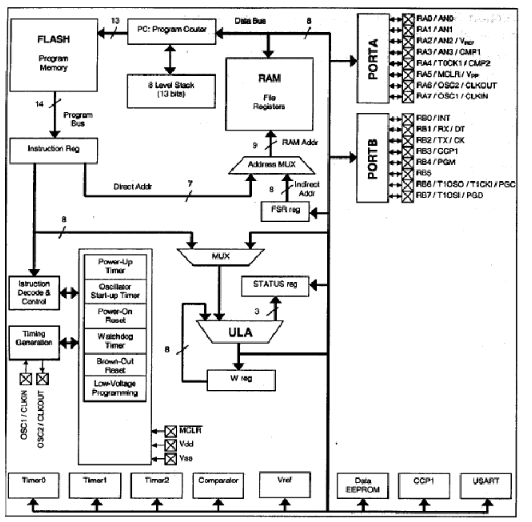 13
Data Bus
8
FLASH
Program
Memory
PC: Program Couter
8 Level Stack
(13 bits)
RAM
File
Registers
PORTA
RA0 / AN0
RA1 / AN1
RA2 / AN2 / VREF
RA3 / AN3 / CMP1
RA4 / T0CK1 / CMP2
RA5 / MCLR / VPP
RA6 / OSC2 / CLKOUT
RA7 / OSC1 / CLKIN
14
Program
Bus
9
RAM Addr
PORTB
RB0 / INT
RB1 / RX / DT
RB2 / TX / CK
RB3 / CCP1
RB4 / PGM
RB5
RB6 / T1OSO / T1CKI / PGC
RB7 / T1OSI / PGD
Instruction Reg
Address MUX
Direct Addr
7
8
Indirect
Addr
FSR reg
8
MUX
STATUS reg
Istruction
Decode &
Control
Power-Up
Timer
Oscillator
Start-up Timer
Power-On
Reset
Watchdog
Timer
Brown-Out
Reset
Low-Voltage
Programming
3
ULA
8
W reg
Timing
Generation
OSC1 / CLKIN
OSC2 / CLKOUT
MCLR
Vdd
Vss
Timer0
Timer1
Timer2
Comparator
Vref
Data
EEPROM
CCP1
USART